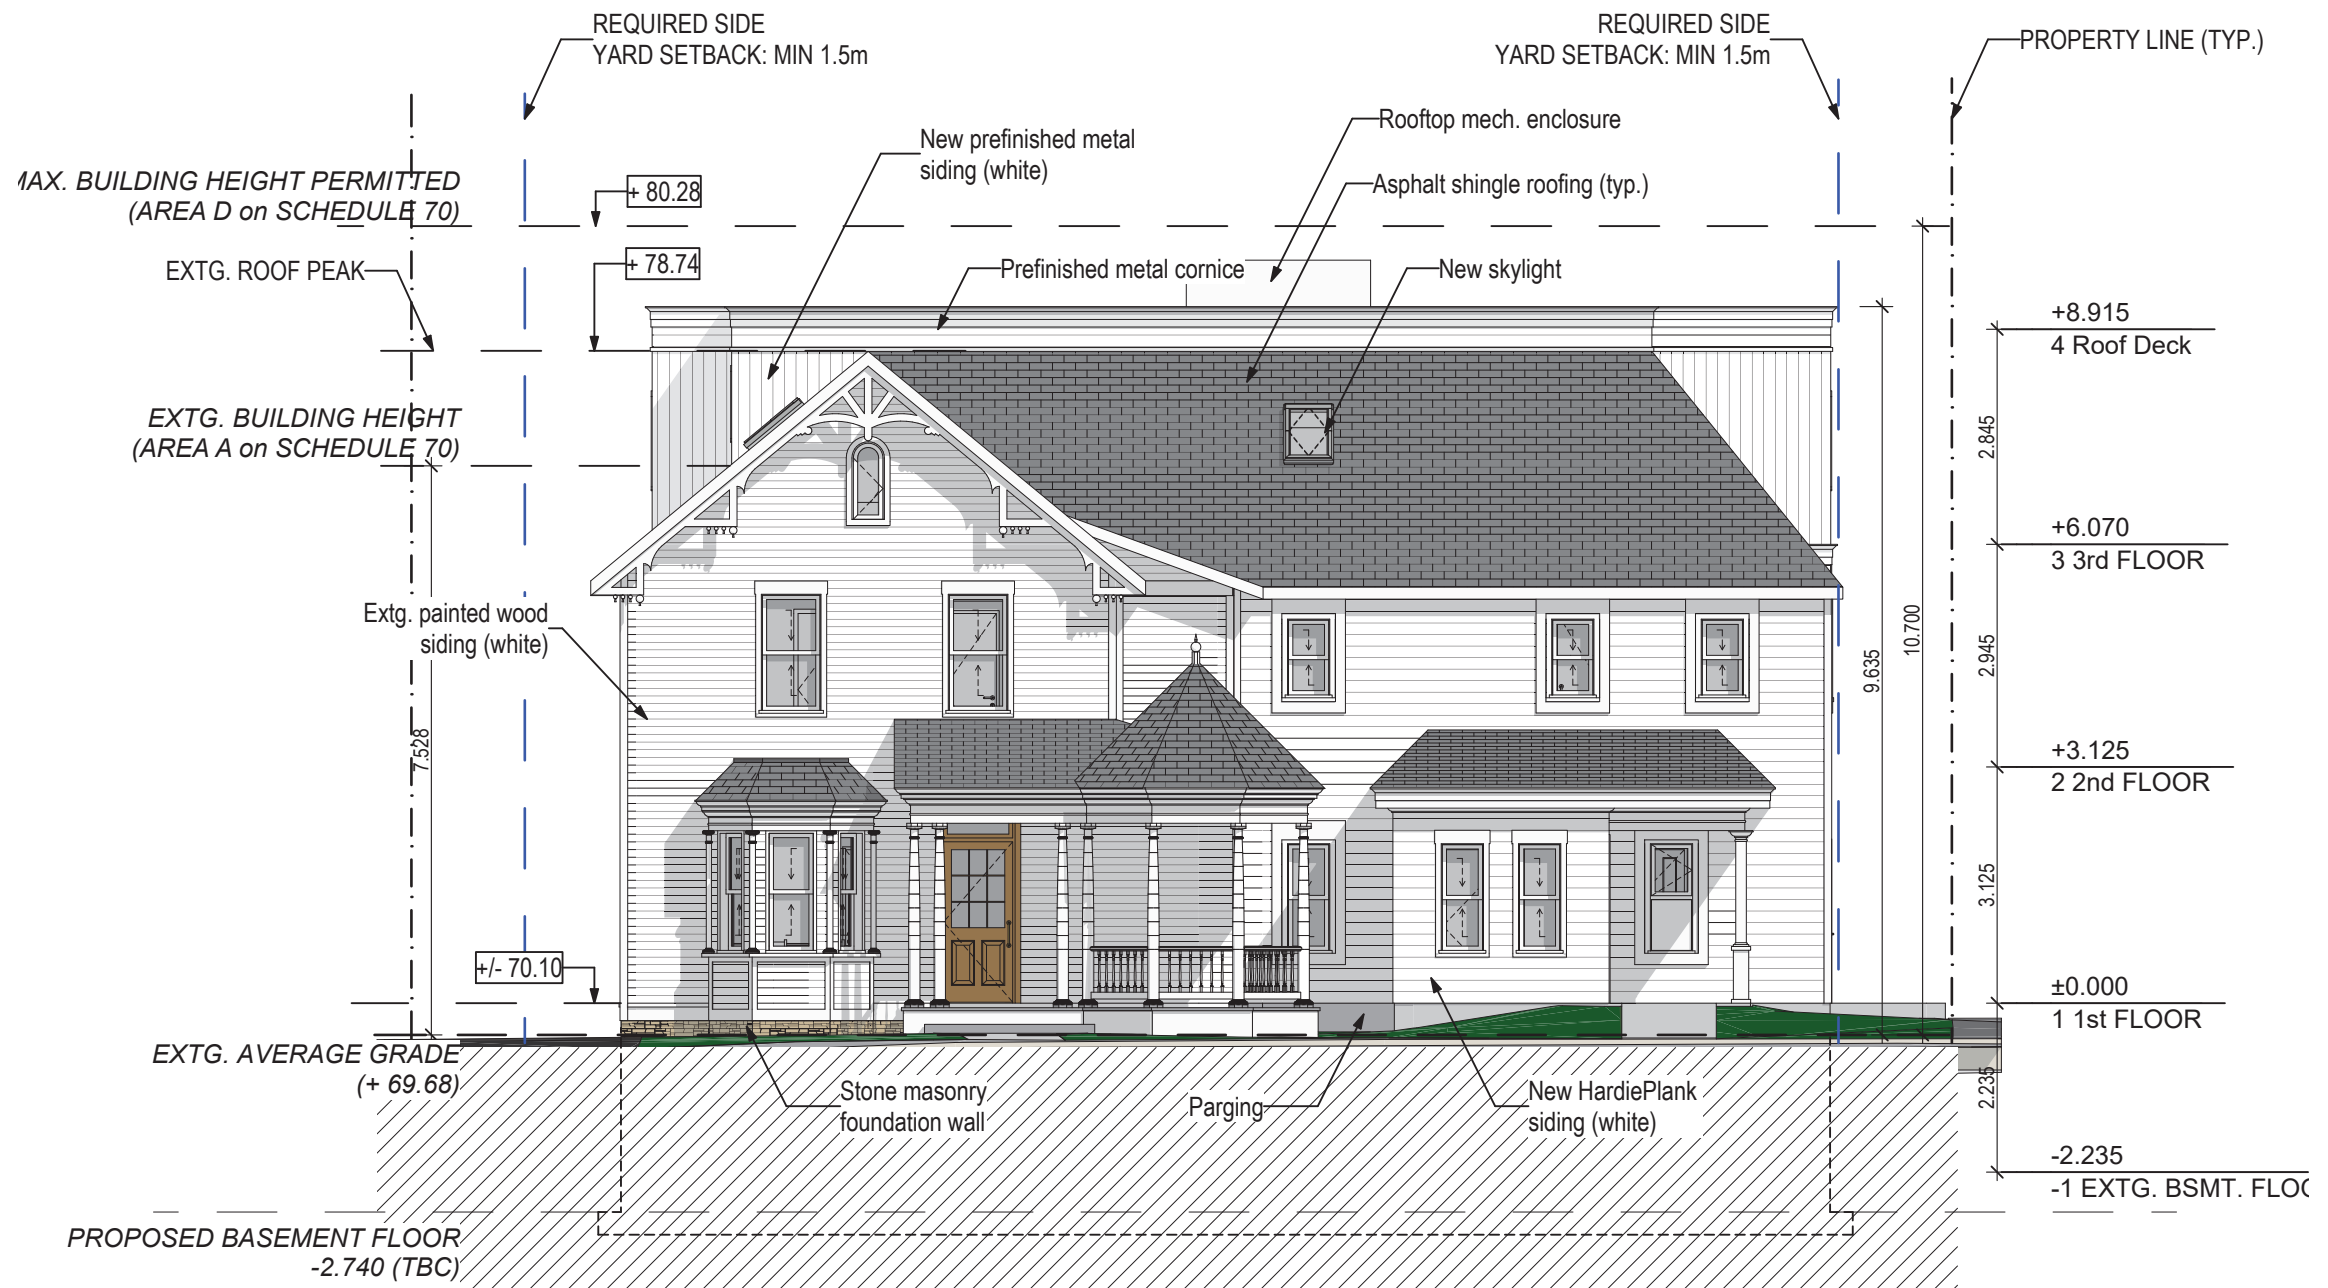 REQUIRED SIDE
YARD SETBACK: MIN 1.5m
REQUIRED SIDE
YARD SETBACK: MIN 1.5m
PROPERTY LINE (TYP.)
New prefinished metal
siding (white)
Rooftop mech. enclosure
Asphalt shingle roofing (typ.)
MAX. BUILDING HEIGHT PERMITTED
(AREA D on SCHEDULE 70)
+ 80.28
EXTG. ROOF PEAK
+ 78.74
Prefinished metal cornice
New skylight
+8.915
4 Roof Deck
EXTG. BUILDING HEIGHT
(AREA A on SCHEDULE 70)
2.845
+6.070
3 3rd FLOOR
Extg. painted wood
siding (white)
10.700
9.635
2.945
7.528
+3.125
2 2nd FLOOR
3.125
+/- 70.10
±0.000
1 1st FLOOR
EXTG. AVERAGE GRADE
(+ 69.68)
Stone masonry
foundation wall
Parging
New HardiePlank
siding (white)
2.235
-2.235
-1 EXTG. BSMT. FLOO
PROPOSED BASEMENT FLOOR
-2.740 (TBC)